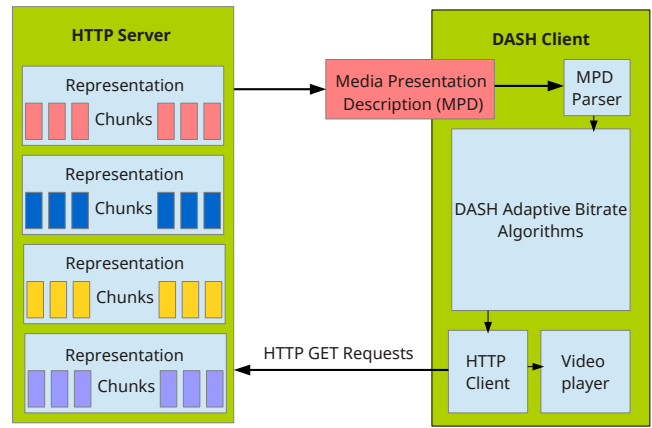 HTTP Server
Representation
Chunks
Representation
Chunks
Representation
Chunks
Representation
Chunks
Media Presentation
Description (MPD)
HTTP GET Requests
DASH Client
MPD
Parser
DASH Adaptive Bitrate
Algorithms
HTTP
Client
Video
player